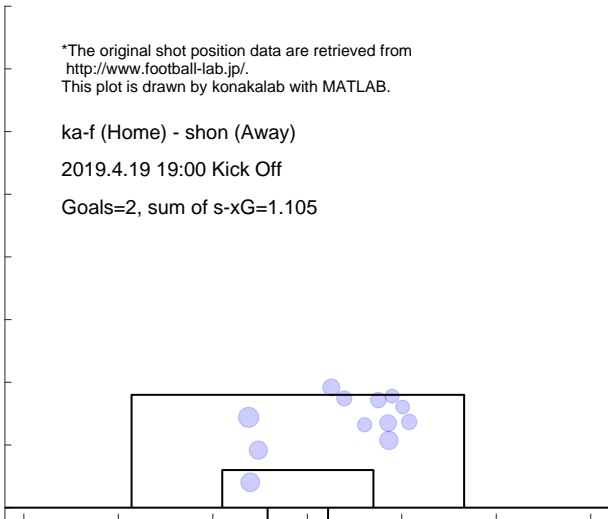 *The original shot position data are retrieved from
http://www.football-lab.jp/.
This plot is drawn by konakalab with MATLAB.
ka-f (Home) - shon (Away)
2019.4.19 19:00 Kick Off
Goals=2, sum of s-xG=1.105